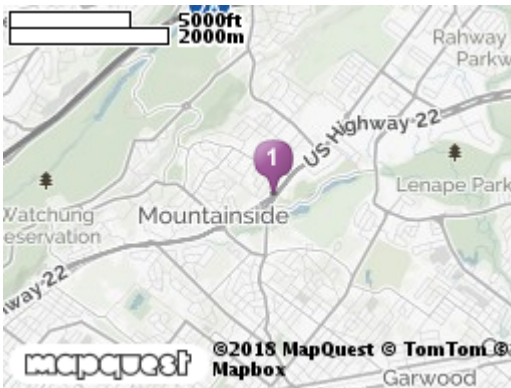 5000ft
2000m
Rahway
Parkw
1
US Highway 22
Lenape Park
Watchung
eservation
Mountainside
hway 22
©2018 MapQuest © TomTom ©
Mapbox
mapquest
Garwood